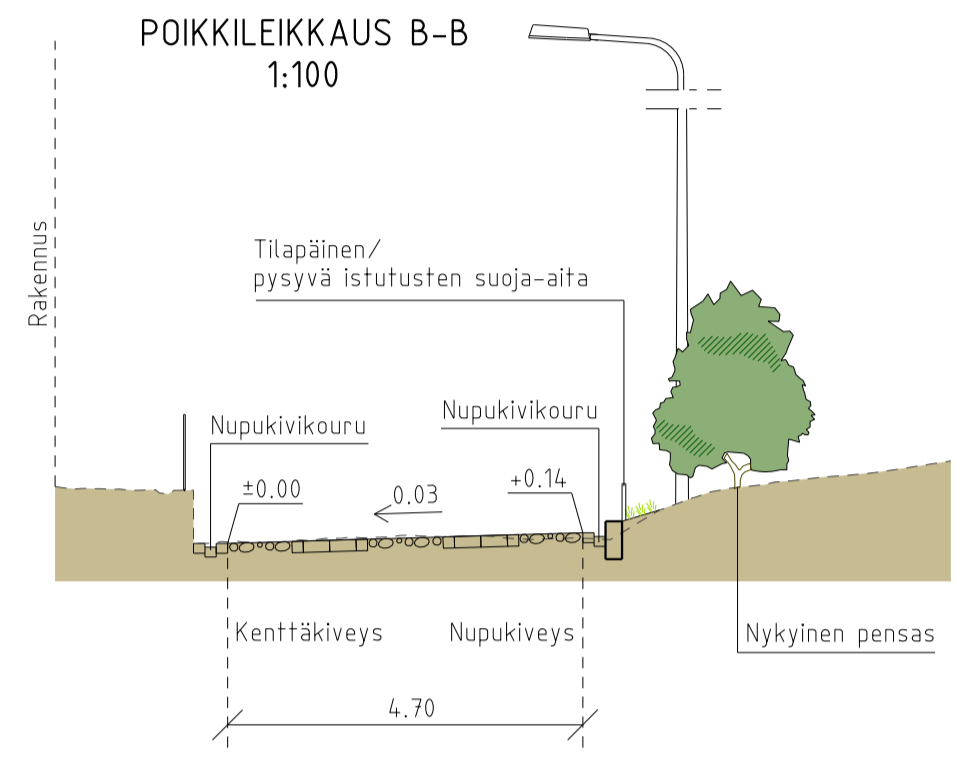 POIKKILEIKKAUS B-B
1:100
Rakennus
Tilapäinen/
pysyvä istutusten suoja-aita
Nupukivikouru
Nupukivikouru
±0.00
0.03
+0.14
Kenttäkiveys
Nupukiveys
Nykyinen pensas
4.70